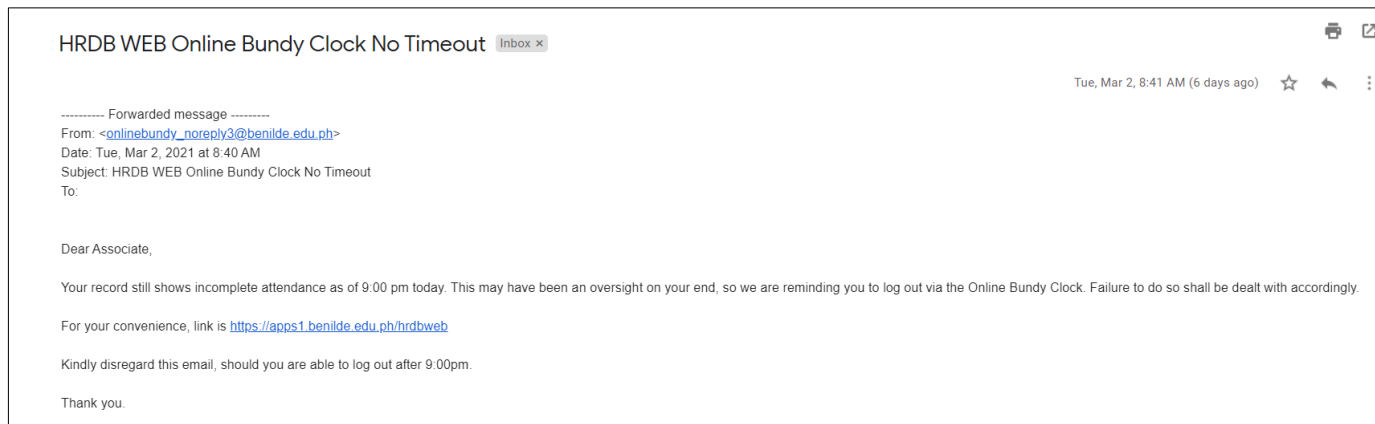 HRDB WEB Online Bundy Clock No Timeout Inbox ×
Tue, Mar 2, 8:41 AM (6 days ago)
---------- Forwarded message ---------
From: <onlinebundy_noreply3@benilde.edu.ph>
Date: Tue, Mar 2, 2021 at 8:40 AM
Subject: HRDB WEB Online Bundy Clock No Timeout
To:
Dear Associate,
Your record still shows incomplete attendance as of 9:00 pm today. This may have been an oversight on your end, so we are reminding you to log out via the Online Bundy Clock. Failure to do so shall be dealt with accordingly.
For your convenience, link is https://apps1.benilde.edu.ph/hrdbweb
Kindly disregard this email, should you are able to log out after 9:00pm.
Thank you.